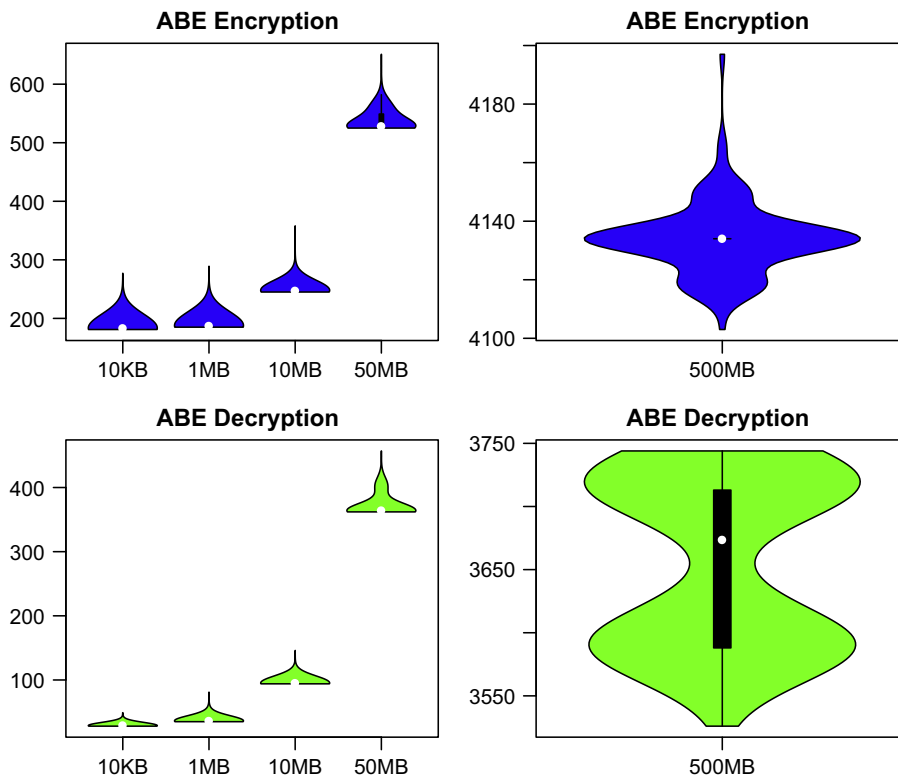 ABE Encryption
600
500
400
300
200
10KB 1MB 10MB 50MB
ABE Encryption
4180
4140
4100
500MB
ABE Decryption
400
300
200
100
10KB 1MB 10MB 50MB
ABE Decryption
3750
3650
3550
500MB